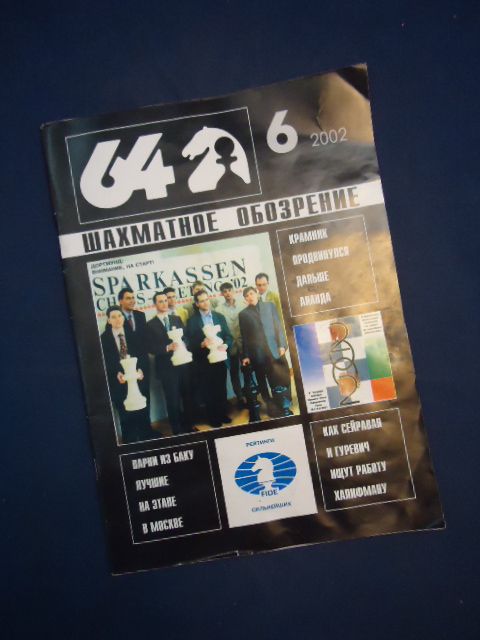 64
6
2002
ШАХМАТНОЕ ОБОЗРЕНИЕ
ДОРТМУНД:
ВНИМАНИЕ, НА СТАРТ!
SPARKASSEN
КРАМНИК
ПРОДВИНУЛСЯ
ДАЛЬШЕ
АНАНДА
ПАРНИ ИЗ БАКУ
ЛУЧШИЕ
НА ЭТАПЕ
В МОСКВЕ
РЕЙТИНГИ
FIDE
СИЛЬНЕЙШИХ
КАК СЕЙРАВАН
И ГУРЕВИЧ
ИЩУТ РАБОТУ
ХАЛИФМАНУ